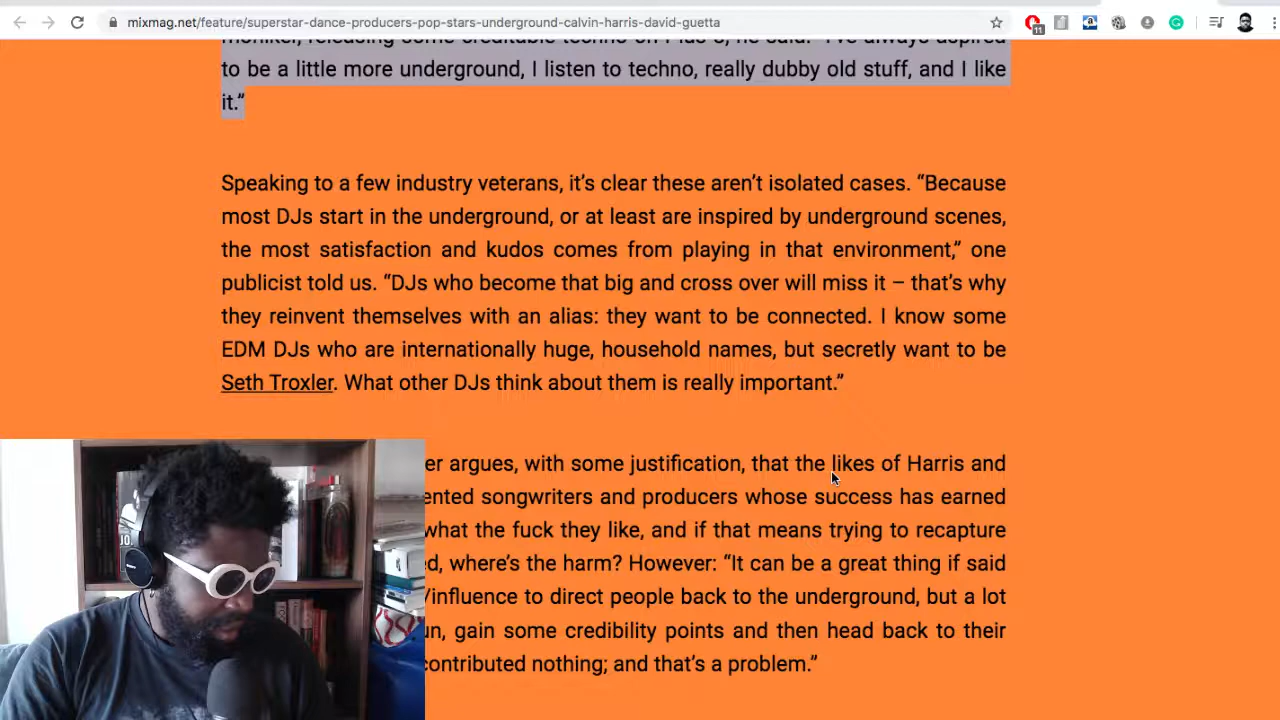 mixmag.net/feature/superstar-dance-producers-pop-stars-underground-calvin-harris-david-guetta
11
to be a little more underground, I listen to techno, really dubby old stuff, and I like
it.”
Speaking to a few industry veterans, it’s clear these aren’t isolated cases. “Because
most DJs start in the underground, or at least are inspired by underground scenes,
the most satisfaction and kudos comes from playing in that environment,” one
publicist told us. “DJs who become that big and cross over will miss it – that’s why
they reinvent themselves with an alias: they want to be connected. I know some
EDM DJs who are internationally huge, household names, but secretly want to be
Seth Troxler. What other DJs think about them is really important.”
er argues, with some justification, that the likes of Harris and
ented songwriters and producers whose success has earned
what the fuck they like, and if that means trying to recapture
d, where’s the harm? However: “It can be a great thing if said
/influence to direct people back to the underground, but a lot
un, gain some credibility points and then head back to their
contributed nothing; and that’s a problem.”